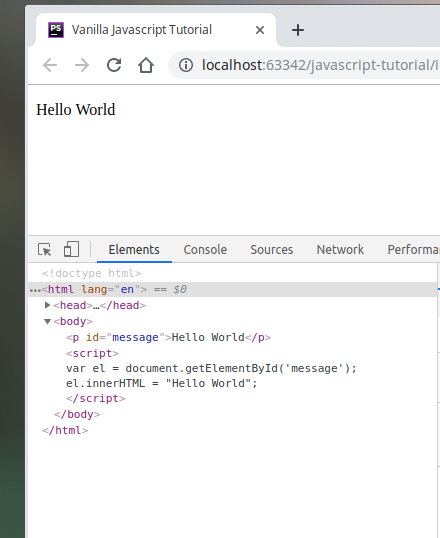 PS
Vanilla Javascript Tutorial
localhost:63342/javascript-tutorial/i
Hello World
Elements Console Sources Network Performa
<!doctype html>
<html lang="en"> == $0
<head>…</head>
<body>
<p id="message">Hello World</p>
<script>
var el = document.getElementById('message');
el.innerHTML = "Hello World";
</script>
</body>
</html>